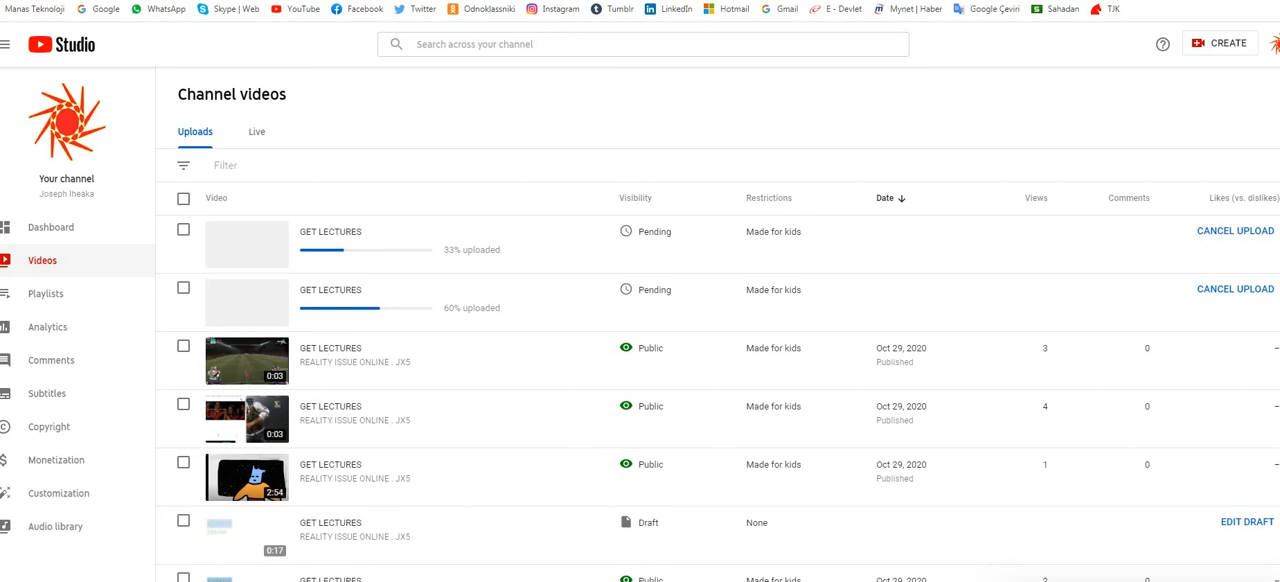 Manas Teknoloji Google WhatsApp Skype | Web YouTube Facebook Twitter Odnoklassniki Instagram Tumblr LinkedIn Hotmail Gmail E - Devlet Mynet | Haber Google Çeviri Sahadan TJK
Studio
Search across your channel
CREATE
Channel videos
Uploads Live
Filter
Your channel
Joseph Iheaka
Dashboard
Videos
Playlists
Analytics
Comments
Subtitles
Copyright
Monetization
Customization
Audio library
Video Visibility Restrictions Date Views Comments Likes (vs. dislikes)
GET LECTURES Pending Made for kids CANCEL UPLOAD
33% uploaded
GET LECTURES Pending Made for kids CANCEL UPLOAD
60% uploaded
GET LECTURES Public Made for kids Oct 29, 2020 3 0 –
REALITY ISSUE ONLINE . JX5 Published
0:03
GET LECTURES Public Made for kids Oct 29, 2020 4 0 –
REALITY ISSUE ONLINE . JX5 Published
0:03
GET LECTURES Public Made for kids Oct 29, 2020 1 0 –
REALITY ISSUE ONLINE . JX5 Published
2:54
GET LECTURES Draft None EDIT DRAFT
REALITY ISSUE ONLINE . JX5
0:17
GET LECTURES Public Made for kids Oct 29, 2020 2 0